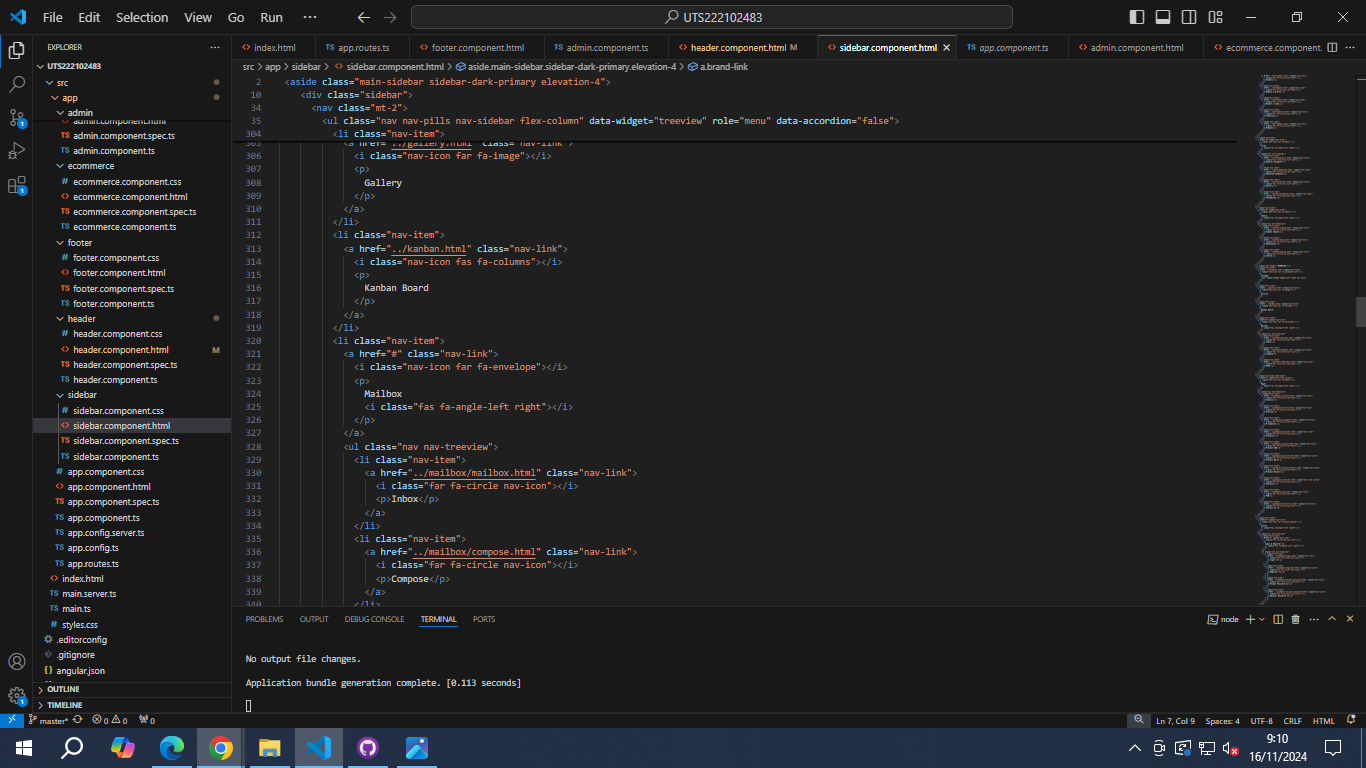 File Edit Selection View Go Run ··· UTS222102483
EXPLORER ···
UTS222102483
src
app
admin
admin.component.html
admin.component.spec.ts
admin.component.ts
ecommerce
ecommerce.component.css
ecommerce.component.html
ecommerce.component.spec.ts
ecommerce.component.ts
footer
footer.component.css
footer.component.html
footer.component.spec.ts
footer.component.ts
header
header.component.css
header.component.html M
header.component.spec.ts
header.component.ts
sidebar
sidebar.component.css
sidebar.component.html
sidebar.component.spec.ts
sidebar.component.ts
app.component.css
app.component.html
app.component.spec.ts
app.component.ts
app.config.server.ts
app.config.ts
app.routes.ts
index.html
main.server.ts
main.ts
styles.css
.editorconfig
.gitignore
angular.json
OUTLINE
TIMELINE
index.html app.routes.ts footer.component.html admin.component.ts header.component.html M sidebar.component.html app.component.ts admin.component.html ecommerce.component.
src > app > sidebar > sidebar.component.html > aside.main-sidebar.sidebar-dark-primary.elevation-4 > a.brand-link
2 <aside class="main-sidebar sidebar-dark-primary elevation-4">
10 <div class="sidebar">
34 <nav class="mt-2">
35 <ul class="nav nav-pills nav-sidebar flex-column" data-widget="treeview" role="menu" data-accordion="false">
304 <li class="nav-item">
305 <a href="../gallery.html" class="nav-link">
306 <i class="nav-icon far fa-image"></i>
307 <p>
308 Gallery
309 </p>
310 </a>
311 </li>
312 <li class="nav-item">
313 <a href="../kanban.html" class="nav-link">
314 <i class="nav-icon fas fa-columns"></i>
315 <p>
316 Kanban Board
317 </p>
318 </a>
319 </li>
320 <li class="nav-item">
321 <a href="#" class="nav-link">
322 <i class="nav-icon far fa-envelope"></i>
323 <p>
324 Mailbox
325 <i class="fas fa-angle-left right"></i>
326 </p>
327 </a>
328 <ul class="nav nav-treeview">
329 <li class="nav-item">
330 <a href="../mailbox/mailbox.html" class="nav-link">
331 <i class="far fa-circle nav-icon"></i>
332 <p>Inbox</p>
333 </a>
334 </li>
335 <li class="nav-item">
336 <a href="../mailbox/compose.html" class="nav-link">
337 <i class="far fa-circle nav-icon"></i>
338 <p>Compose</p>
339 </a>
340 </li>
PROBLEMS OUTPUT DEBUG CONSOLE TERMINAL PORTS node
No output file changes.
Application bundle generation complete. [0.113 seconds]
master* 0 0 0 Ln 7, Col 9 Spaces: 4 UTF-8 CRLF HTML
9:10
16/11/2024